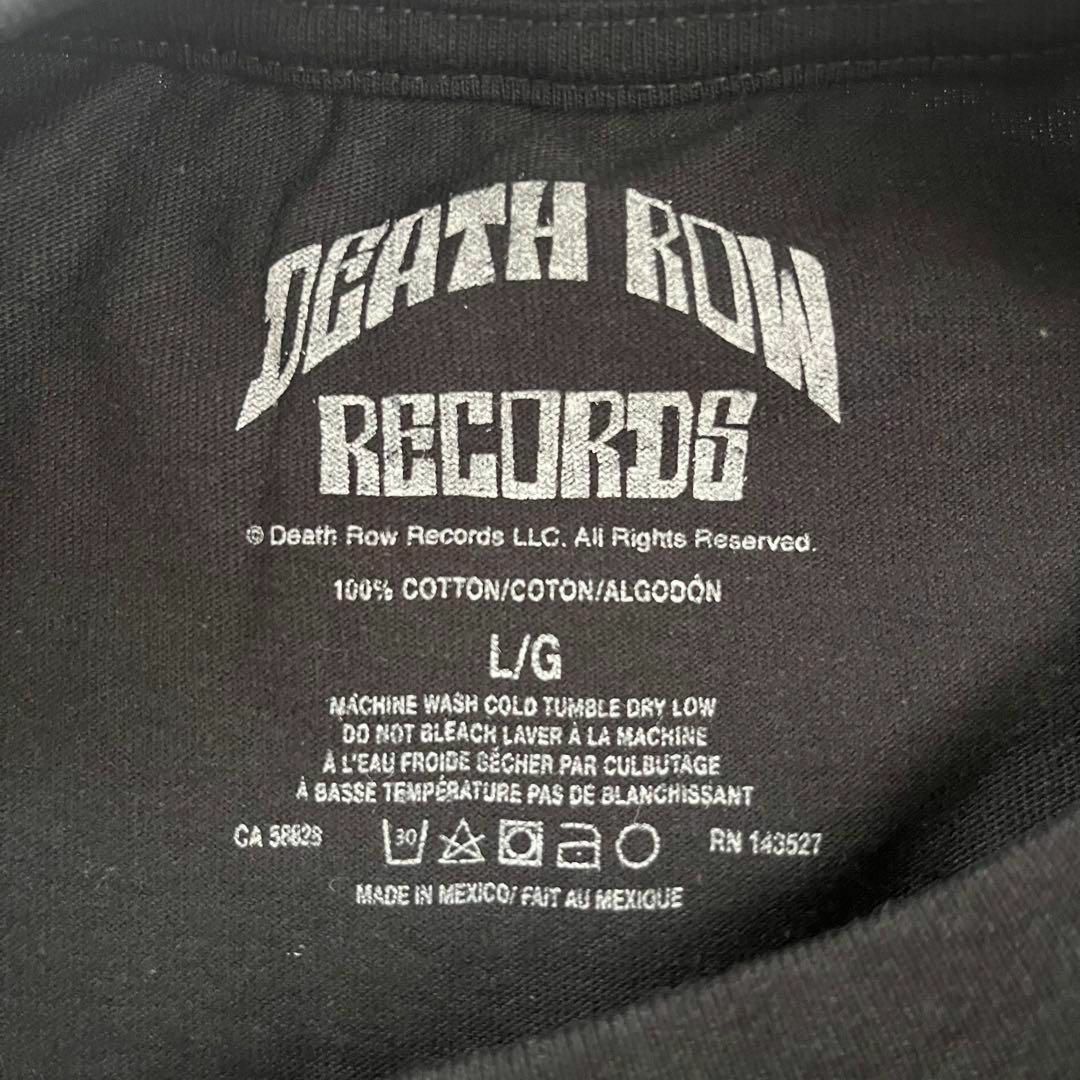 DEATH ROW
RECORDS
© Death Row Records LLC. All Rights Reserved.
100% COTTON/COTON/ALGODÓN
L/G
MACHINE WASH COLD TUMBLE DRY LOW
DO NOT BLEACH LAVER À LA MACHINE
À L'EAU FROIDE SÉCHER PAR CULBUTAGE
À BASSE TEMPÉRATURE PAS DE BLANCHISSANT
CA 30 RN 143527
MADE IN MEXICO/ FAIT AU MEXIQUE